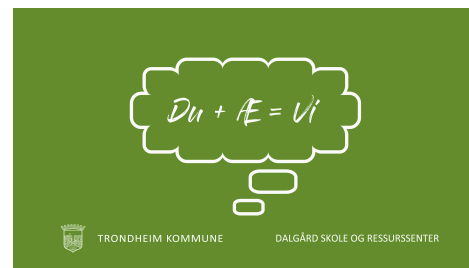 Du + Æ = Vi
TRONDHEIM KOMMUNE
DALGÅRD SKOLE OG RESSURSSENTER